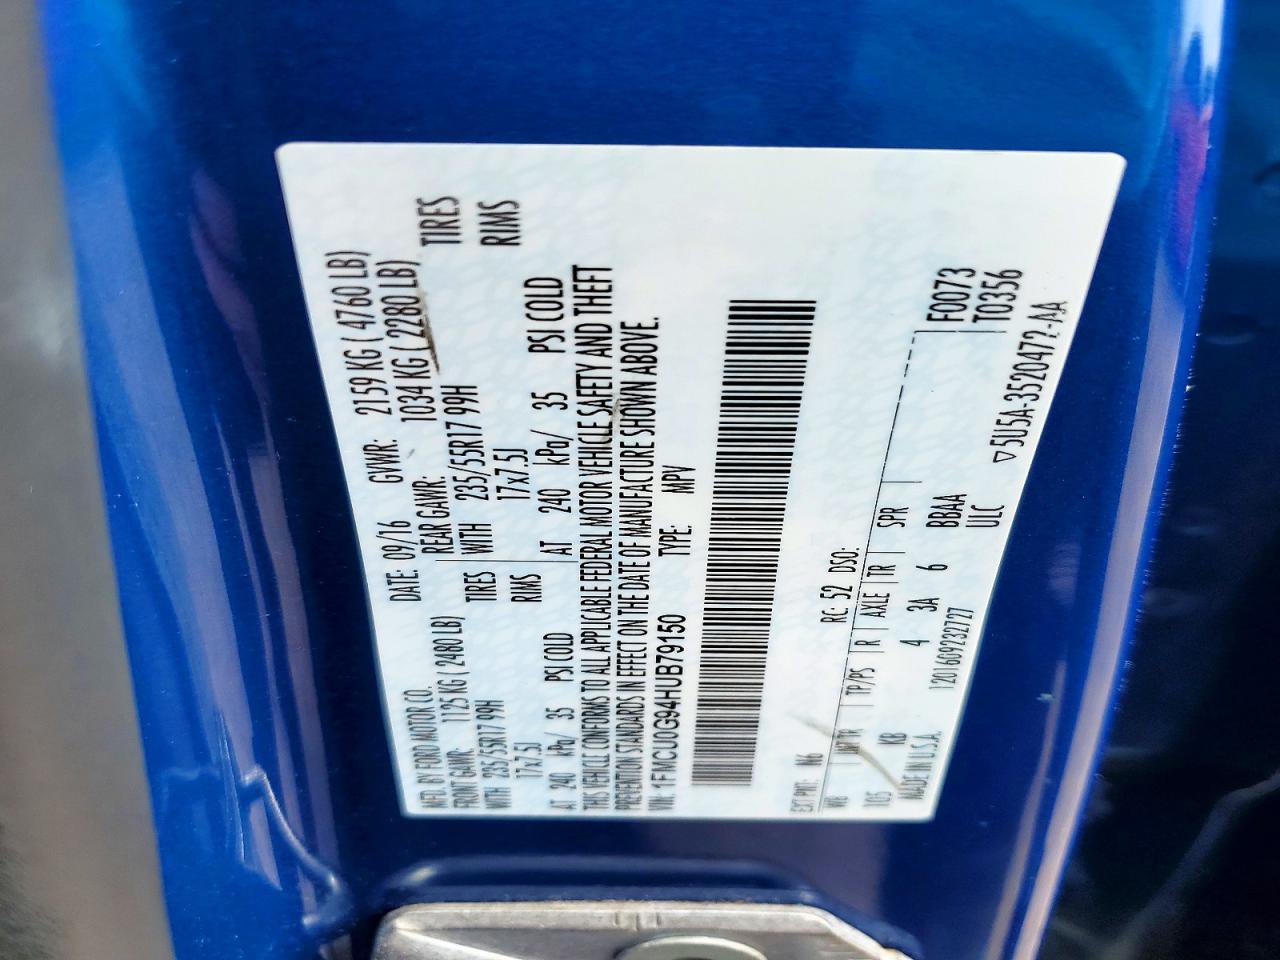 MFD. BY FORD MOTOR CO. DATE: 09/16 GVWR: 2159 KG ( 4760 LB)
FRONT GAWR: 1125 KG ( 2480 LB) REAR GAWR: 1034 KG ( 2280 LB)
WITH 235/55R17 99H TIRES WITH 235/55R17 99H TIRES
17x7.5J RIMS 17x7.5J RIMS
AT 240 kPa/ 35 PSI COLD AT 240 kPa/ 35 PSI COLD
THIS VEHICLE CONFORMS TO ALL APPLICABLE FEDERAL MOTOR VEHICLE SAFETY AND THEFT
PREVENTION STANDARDS IN EFFECT ON THE DATE OF MANUFACTURE SHOWN ABOVE.
VIN: 1FMCU0G94HUB79150 TYPE: MPV
EXT PNT: N6 RC: 52 DSO:
WB INT TR TP/PS R AXLE TR SPR F0073
105 KB 4 3A 6 BBAA T0356
MADE IN U.S.A. 1201609232727 ULC
▽5U5A-3520472-AA